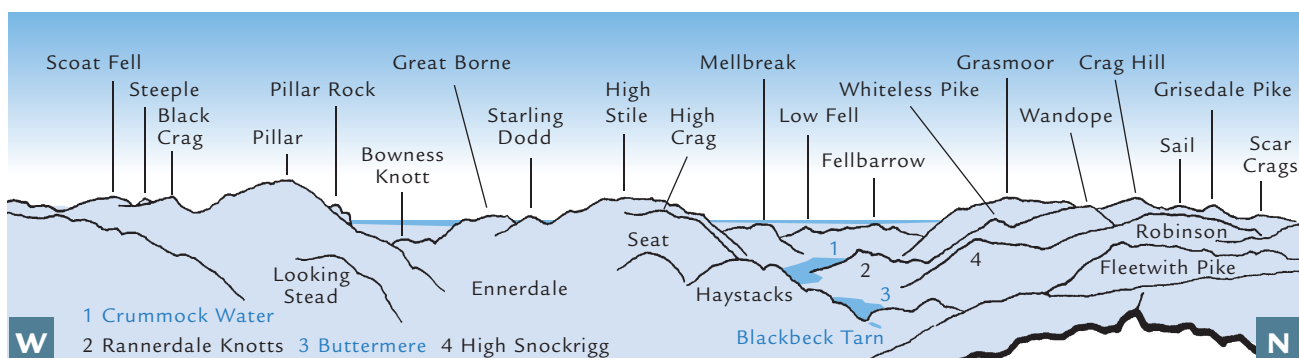 Scoat Fell
Steeple
Black
Crag
Pillar
Pillar Rock
Bowness
Knott
Great Borne
Starling
Dodd
High
Stile
High
Crag
Mellbreak
Low Fell
Fellbarrow
Whiteless Pike
Grasmoor
Wandope
Crag Hill
Sail
Grisedale Pike
Scar
Crags
Looking
Stead
Ennerdale
Seat
Haystacks
1
2
3
4
Robinson
Fleetwith Pike
Blackbeck Tarn
W
1 Crummock Water
2 Rannerdale Knotts 3 Buttermere 4 High Snockrigg
N